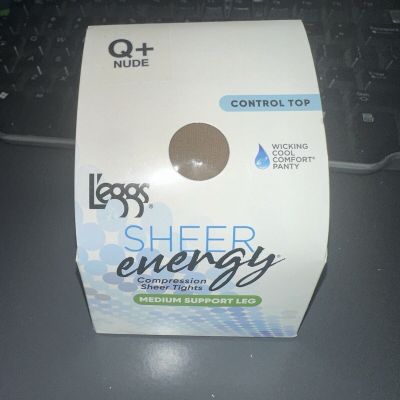 Q+
NUDE
CONTROL TOP
WICKING
COOL
COMFORT®
PANTY
L'eggs®
SHEER
energy
Compression
Sheer Tights
MEDIUM SUPPORT LEG